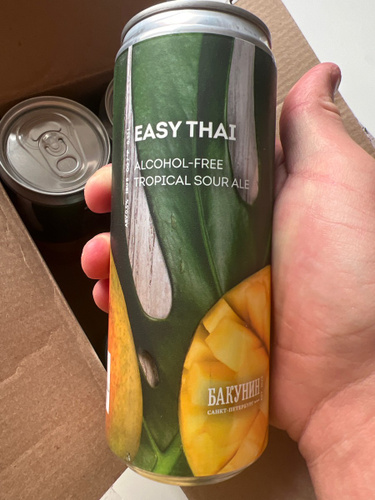 EASY THAI
ALCOHOL-FREE
TROPICAL SOUR ALE
БАКУНИН
САНКТ-ПЕТЕРБУРГ